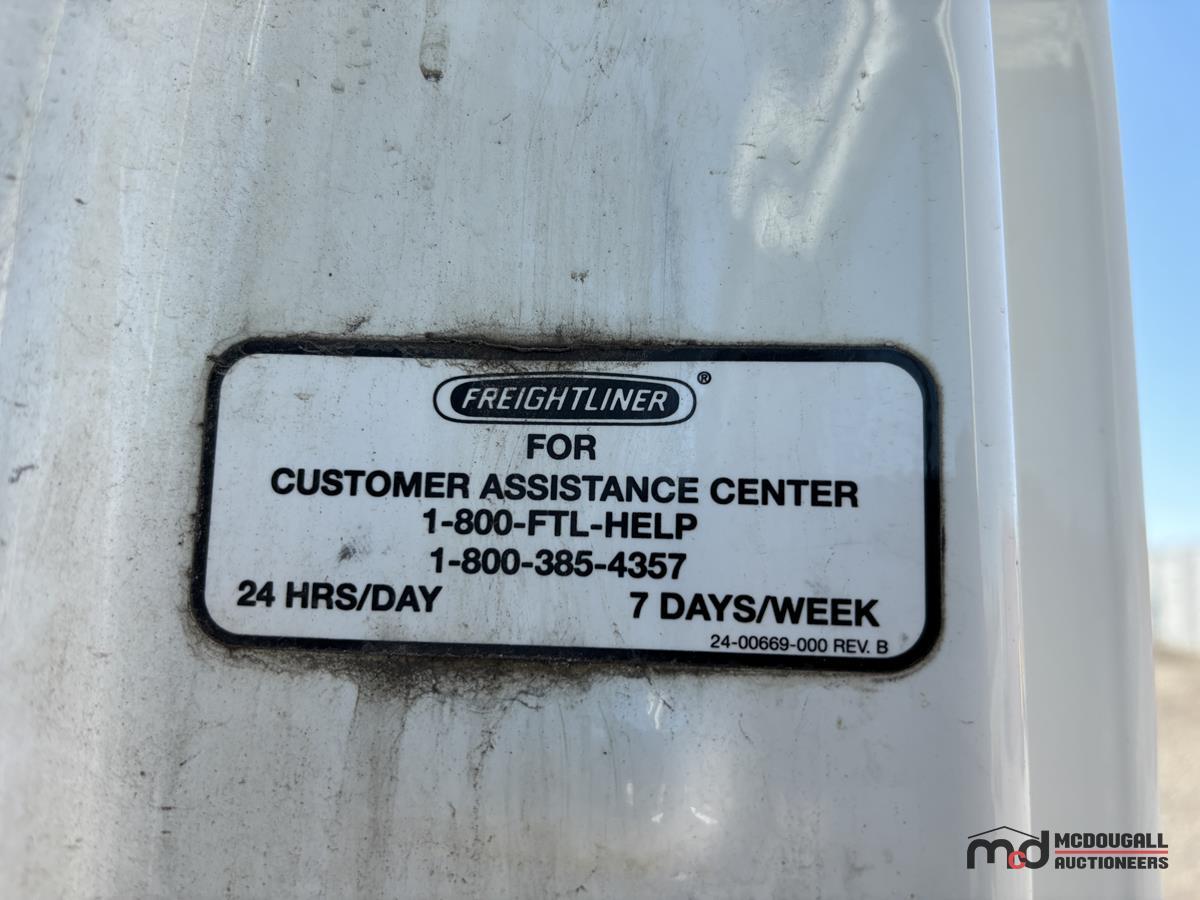 FREIGHTLINER®
FOR
CUSTOMER ASSISTANCE CENTER
1-800-FTL-HELP
1-800-385-4357
24 HRS/DAY 7 DAYS/WEEK
24-00669-000 REV. B
mcd MCDOUGALL
AUCTIONEERS